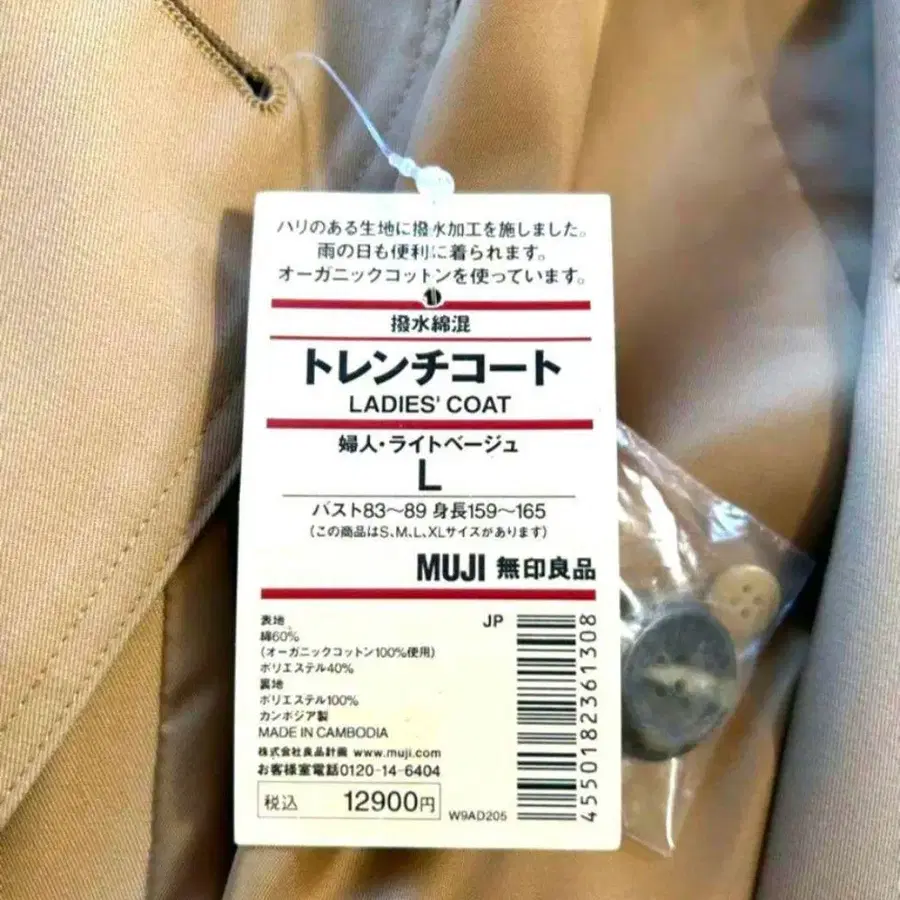 ハリのある生地に撥水加工を施しました。
雨の日も便利に着られます。
オーガニックコットンを使っています。
撥水綿混
トレンチコート
LADIES' COAT
婦人・ライトベージュ
L
バスト83〜89 身長159〜165
(この商品はS、M、L、XLサイズがあります)
MUJI 無印良品
表地
綿60%
(オーガニックコットン100%使用)
ポリエステル40%
裏地
ポリエステル100%
カンボジア製
MADE IN CAMBODIA
株式会社良品計画 www.muji.com
お客様室電話0120-14-6404
税込 12900円
JP
4550182361308
W9AD205